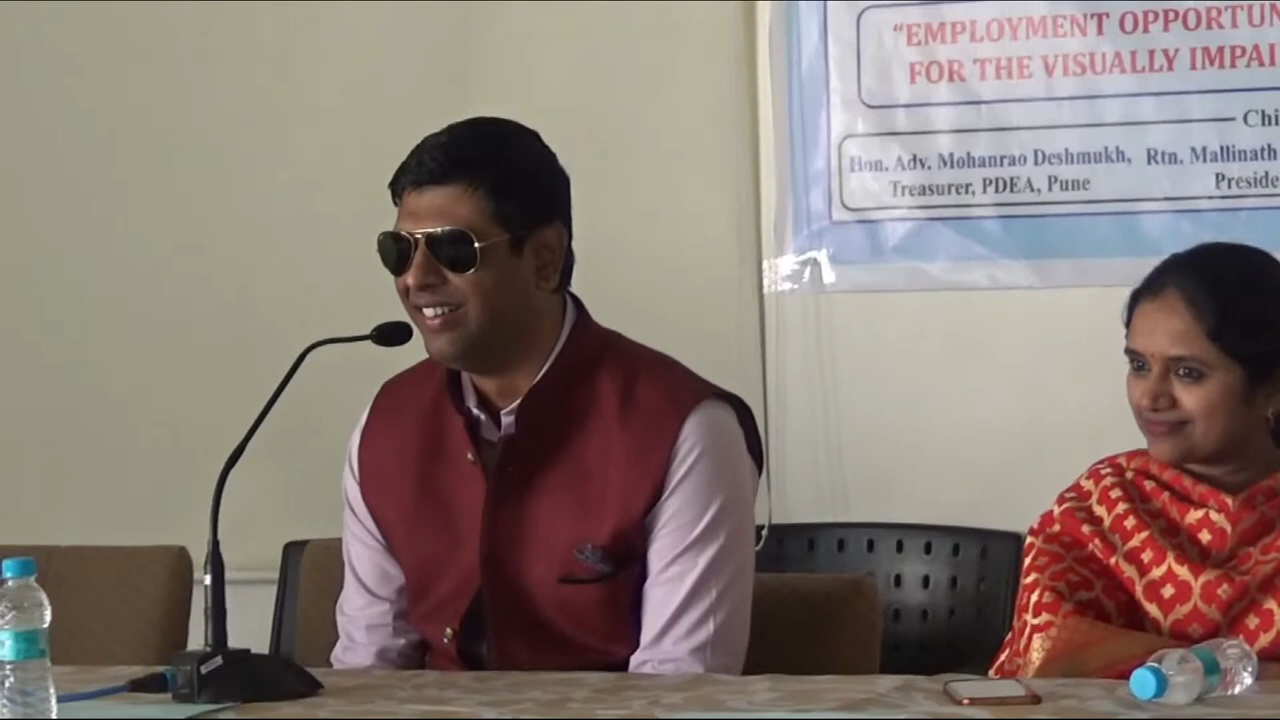 “EMPLOYMENT OPPORTUN
FOR THE VISUALLY IMPAI
Chi
Hon. Adv. Mohanrao Deshmukh, Rtn. Mallinath
Treasurer, PDEA, Pune Preside